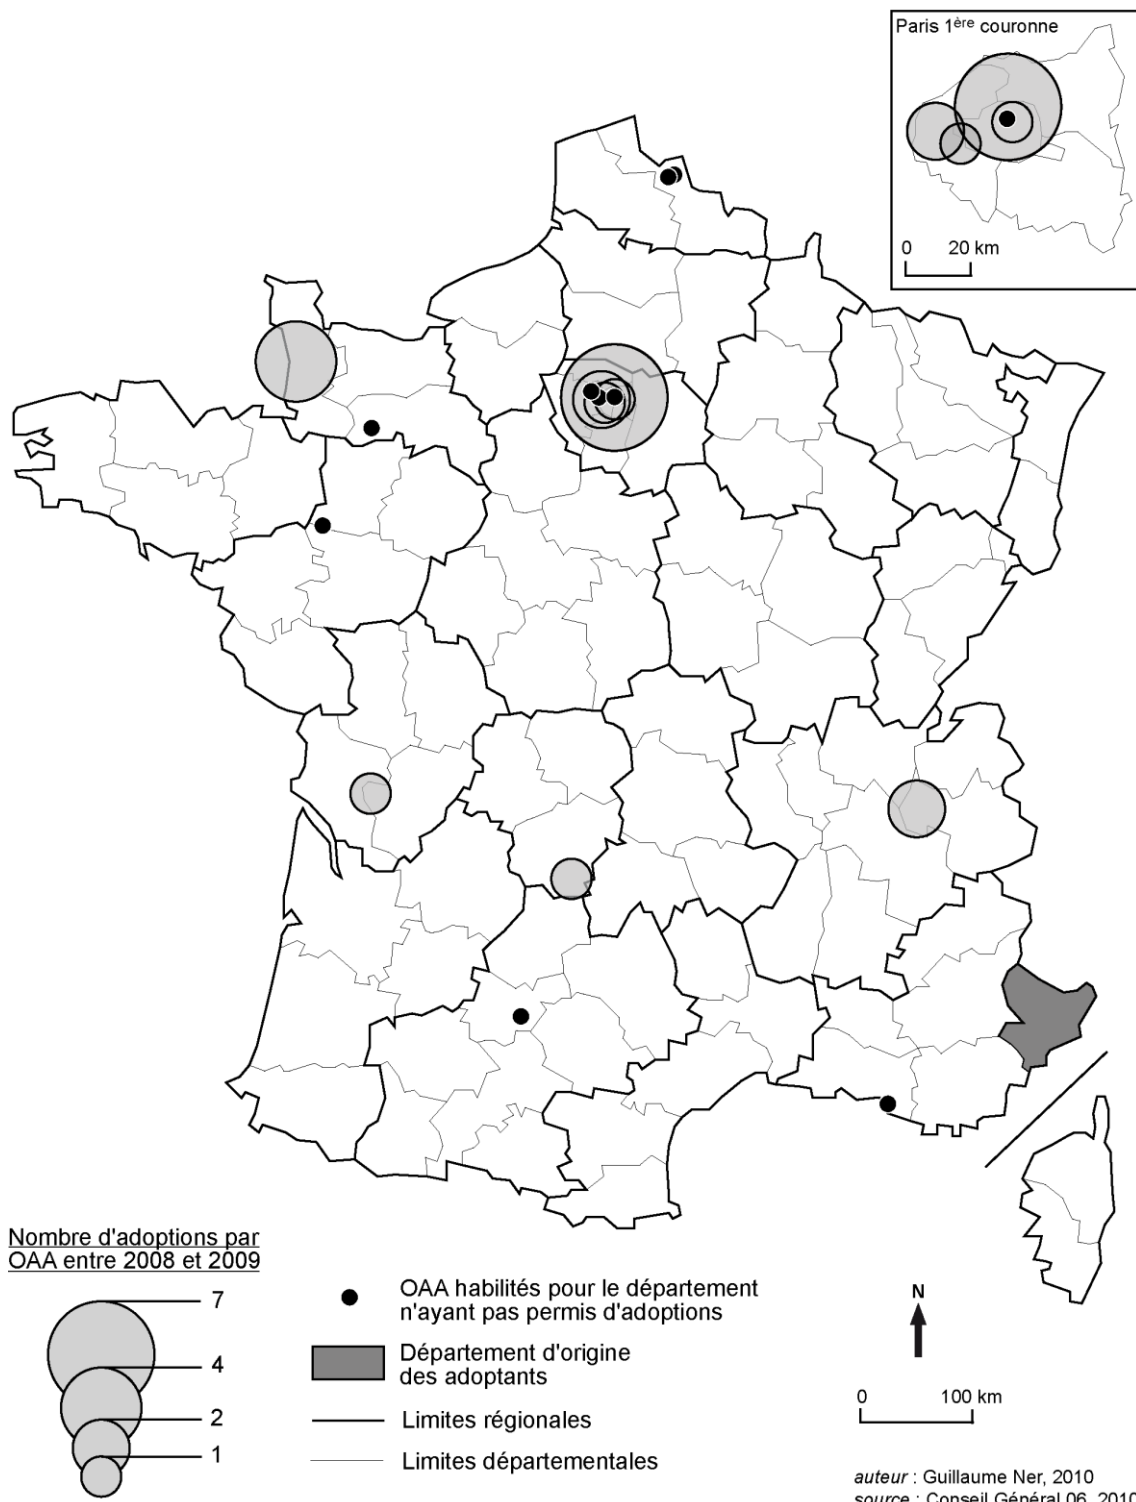 Paris 1ère couronne
0 20 km
Nombre d'adoptions par
OAA entre 2008 et 2009
7
4
2
1
OAA habilités pour le département
n'ayant pas permis d'adoptions
Département d'origine
des adoptants
Limites régionales
Limites départementales
N
0 100 km
auteur : Guillaume Ner, 2010
source : Conseil Général 06, 2010